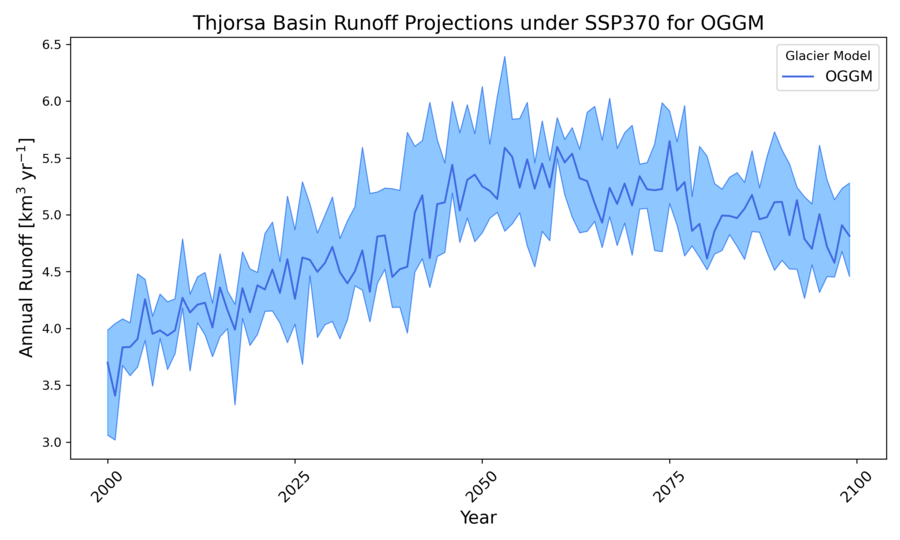 Thjorsa Basin Runoff Projections under SSP370 for OGGM
Glacier Model
OGGM
Annual Runoff [km³ yr⁻¹]
6.5
6.0
5.5
5.0
4.5
4.0
3.5
3.0
2000
2025
2050
2075
2100
Year